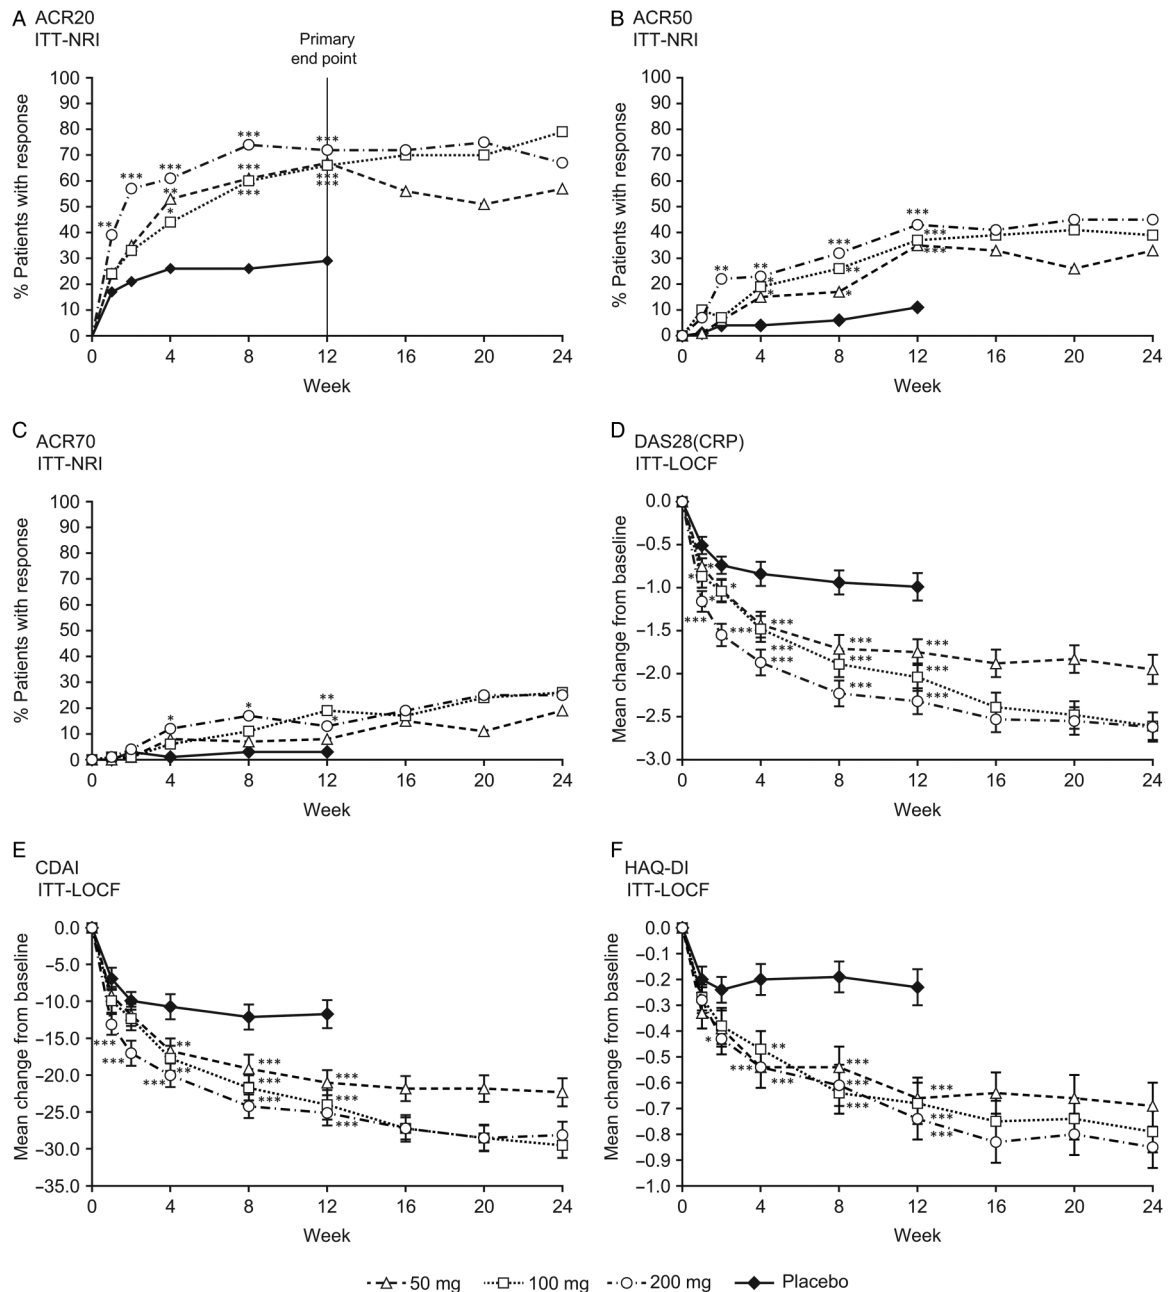 A ACR20
ITT-NRI
Primary
end point
% Patients with response
100
90
80
70
60
50
40
30
20
10
0
** *** *** *** ***
** *** ***
* *** ***
0 4 8 12 16 20 24
Week
B ACR50
ITT-NRI
% Patients with response
100
90
80
70
60
50
40
30
20
10
0
** ** *** ***
* ** ***
* * ***
0 4 8 12 16 20 24
Week
C ACR70
ITT-NRI
% Patients with response
100
90
80
70
60
50
40
30
20
10
0
* * **
*
0 4 8 12 16 20 24
Week
D DAS28(CRP)
ITT-LOCF
Mean change from baseline
0.0
−0.5
−1.0
−1.5
−2.0
−2.5
−3.0
* * * *
*** *** *** *** ***
*** *** ***
*** *** ***
0 4 8 12 16 20 24
Week
E CDAI
ITT-LOCF
Mean change from baseline
0.0
−5.0
−10.0
−15.0
−20.0
−25.0
−30.0
−35.0
*** ** *** ***
*** ** *** ***
*** *** ***
0 4 8 12 16 20 24
Week
F HAQ-DI
ITT-LOCF
Mean change from baseline
0.0
−0.1
−0.2
−0.3
−0.4
−0.5
−0.6
−0.7
−0.8
−0.9
−1.0
* ** *** ***
*** *** *** ***
*** ***
0 4 8 12 16 20 24
Week
50 mg 100 mg 200 mg Placebo